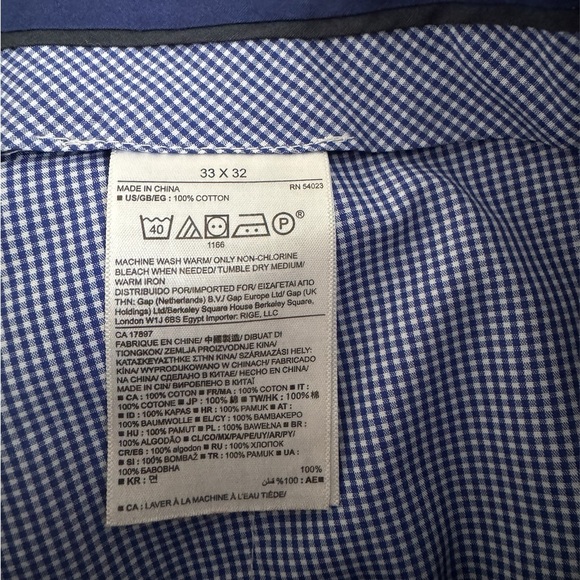 33 X 32
MADE IN CHINA RN 54023
■ US/GB/EG : 100% COTTON
40 P ®
1166
MACHINE WASH WARM/ ONLY NON-CHLORINE
BLEACH WHEN NEEDED/ TUMBLE DRY MEDIUM/
WARM IRON
DISTRIBUIDO POR/IMPORTADOR/ ΕΙΣΑΓΕΤΑΙ ΑΠΟ
ΤΗΝ: Gap (Netherlands) B.V./ Gap Europe Ltd/ Gap (UK
Holdings) Ltd/Berkeley Square House Berkeley Square,
London W1J 6BS Egypt Importer: RIGE, LLC
CA 17897
FABRIQUÉ EN CHINE/ 中國製造/ DIBUAT DI
TIONGKOK/ ZEMLJA PROIZVODNJE KINA/
ΚΑΤΑΣΚΕΥΑΣΤΗΚΕ ΣΤΗΝ ΚΙΝΑ/ SZÁRMAZÁSI HELY:
KÍNA/ WYPRODUKOWANO W CHINACH/ FABRICADO
NA CHINA/ СДЕЛАНО В КИТАЕ/ HECHO EN CHINA/
MADE IN CIN/ ВИРОБЛЕНО В КИТАЇ
■ CA : 100% COTON ■ FR/MA : 100% COTON ■ IT :
100% COTONE ■ JP : 100% 綿 ■ TW/HK : 100% 棉
■ ID : 100% KAPAS ■ HR : 100% PAMUK ■ AT :
100% BAUMWOLLE ■ EL/CY : 100% ΒΑΜΒΑΚΕΡΟ
■ HU : 100% PAMUT ■ PL : 100% BAWEŁNA ■ BR :
100% ALGODÃO ■ CL/CO/MX/PA/PE/UY/AR/PY/
CR/ES : 100% algodón ■ RU : 100% ХЛОПОК
■ SI : 100% BOMBAŽ ■ TR : 100% PAMUK ■ UA :
100% БАВОВНА
■ KR : 면 100%
■ AE : 100% قطن
■ CA : LAVER À LA MACHINE À L'EAU TIÈDE/